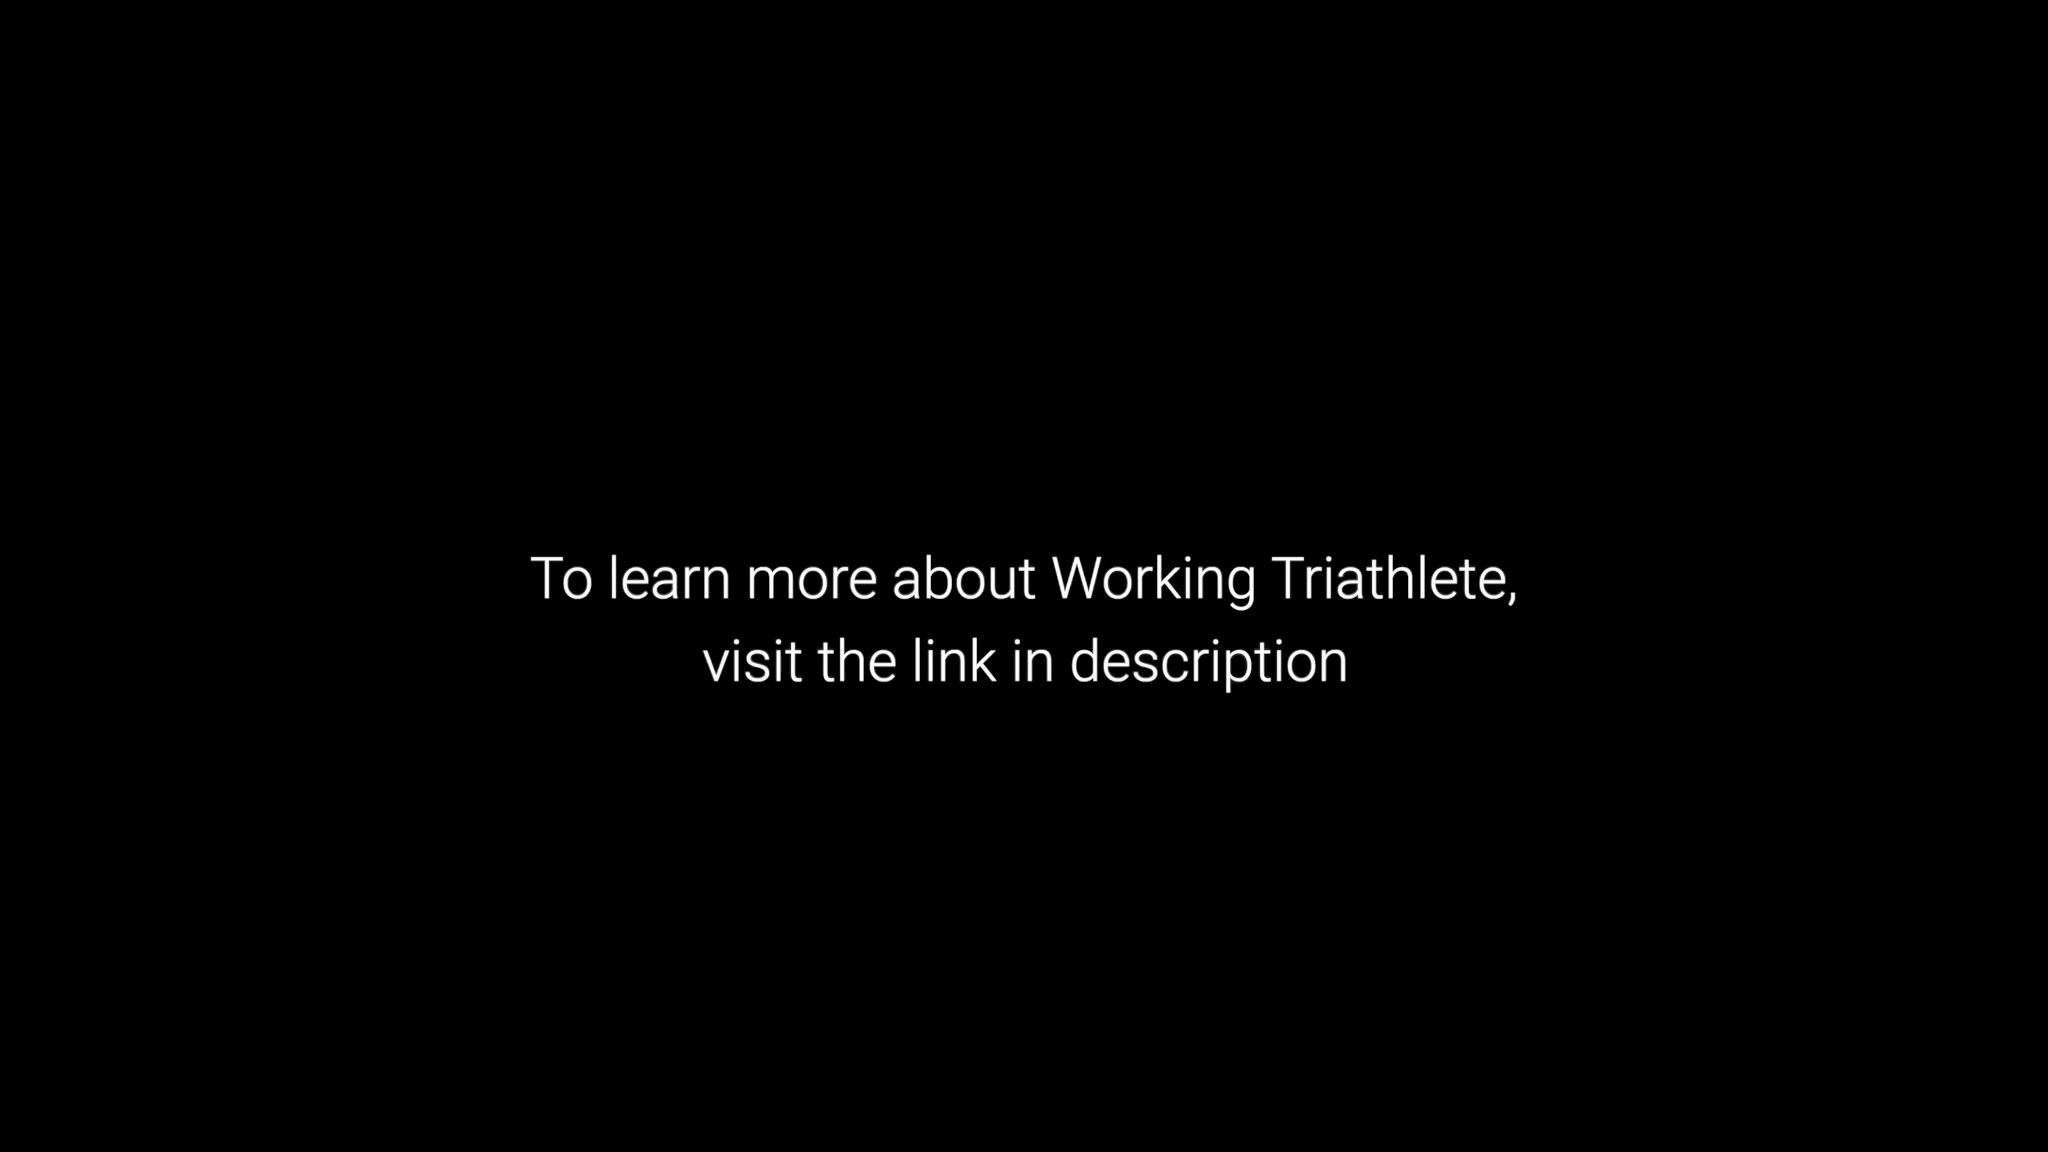 To learn more about Working Triathlete,
visit the link in description